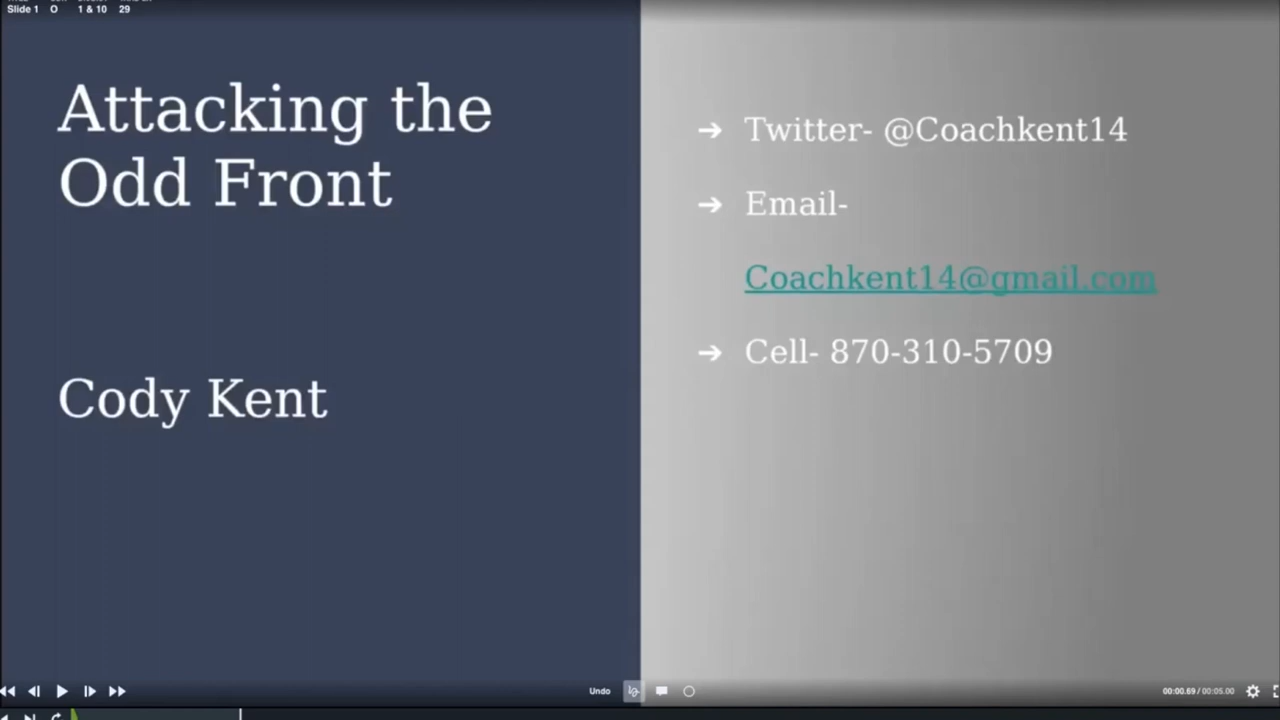 Slide 1 O 1 & 10 29
Attacking the
Odd Front
Cody Kent
➔ Twitter- @Coachkent14
➔ Email-
Coachkent14@gmail.com
➔ Cell- 870-310-5709
Undo
00:00.69 / 00:05.00